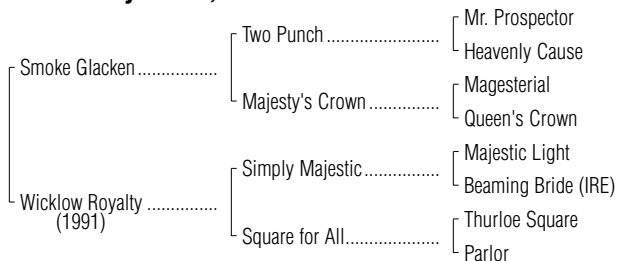 Mr. Prospector
Two Punch ........................
Heavenly Cause
Smoke Glacken.................
Magesterial
Majesty's Crown ...............
Queen's Crown
Majestic Light
Simply Majestic................
Beaming Bride (IRE)
Wicklow Royalty ...............
(1991)
Thurloe Square
Square for All....................
Parlor